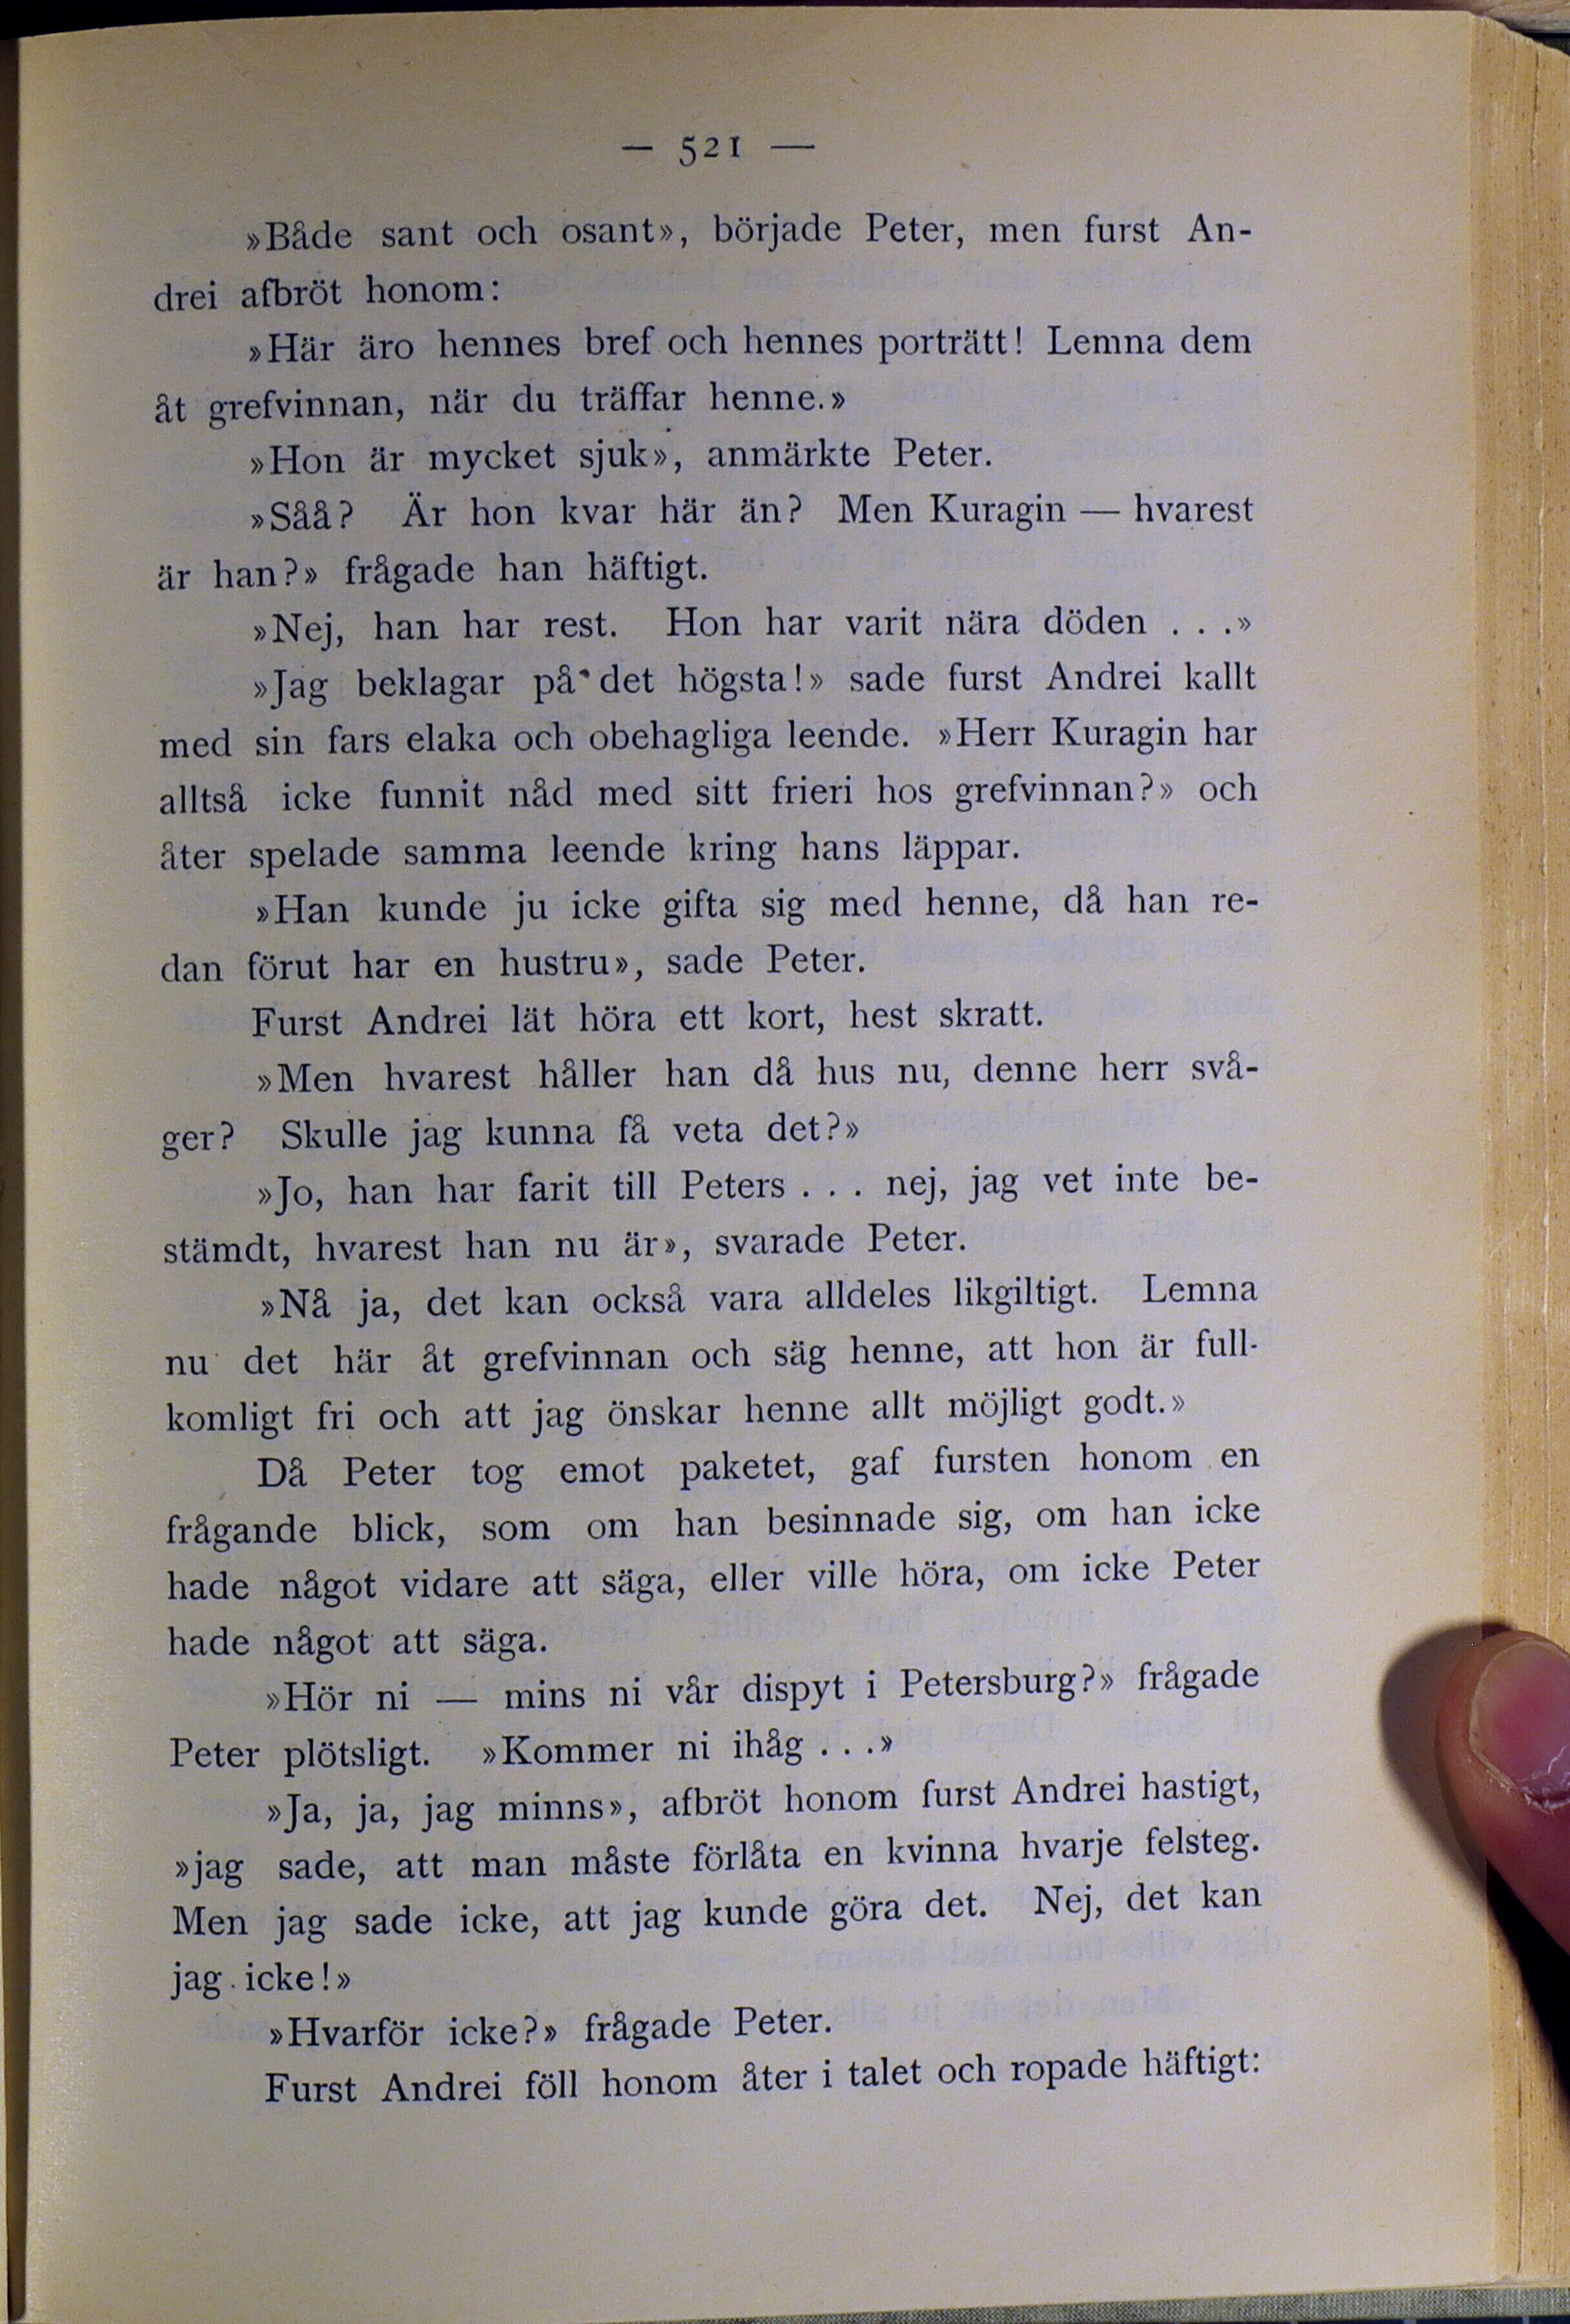 — 521 —
»Både sant och osant», började Peter, men furst An-
drei afbröt honom:
»Här äro hennes bref och hennes porträtt! Lemna dem
åt grefvinnan, när du träffar henne.»
»Hon är mycket sjuk», anmärkte Peter.
»Såå? Är hon kvar här än? Men Kuragin — hvarest
är han?» frågade han häftigt.
»Nej, han har rest. Hon har varit nära döden . . .»
»Jag beklagar på det högsta!» sade furst Andrei kallt
med sin fars elaka och obehagliga leende. »Herr Kuragin har
alltså icke funnit nåd med sitt frieri hos grefvinnan?» och
åter spelade samma leende kring hans läppar.
»Han kunde ju icke gifta sig med henne, då han re-
dan förut har en hustru», sade Peter.
Furst Andrei lät höra ett kort, hest skratt.
»Men hvarest håller han då hus nu, denne herr svå-
ger? Skulle jag kunna få veta det?»
»Jo, han har farit till Peters . . . nej, jag vet inte be-
stämdt, hvarest han nu är», svarade Peter.
»Nå ja, det kan också vara alldeles likgiltigt. Lemna
nu det här åt grefvinnan och säg henne, att hon är full-
komligt fri och att jag önskar henne allt möjligt godt.»
Då Peter tog emot paketet, gaf fursten honom en
frågande blick, som om han besinnade sig, om han icke
hade något vidare att säga, eller ville höra, om icke Peter
hade något att säga.
»Hör ni — mins ni vår dispyt i Petersburg?» frågade
Peter plötsligt. »Kommer ni ihåg . . .»
»Ja, ja, jag minns», afbröt honom furst Andrei hastigt,
»jag sade, att man måste förlåta en kvinna hvarje felsteg.
Men jag sade icke, att jag kunde göra det. Nej, det kan
jag icke!»
»Hvarför icke?» frågade Peter.
Furst Andrei föll honom åter i talet och ropade häftigt: